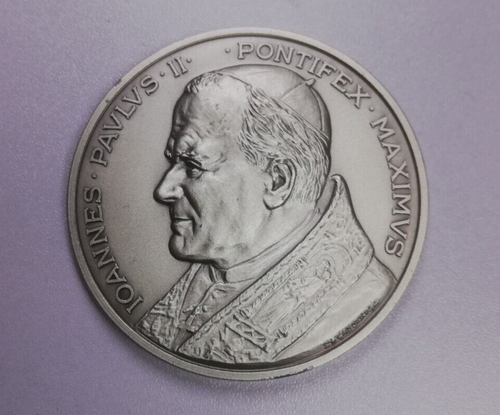 IOANNES · PAVLVS · II · · PONTIFEX · MAXIMVS